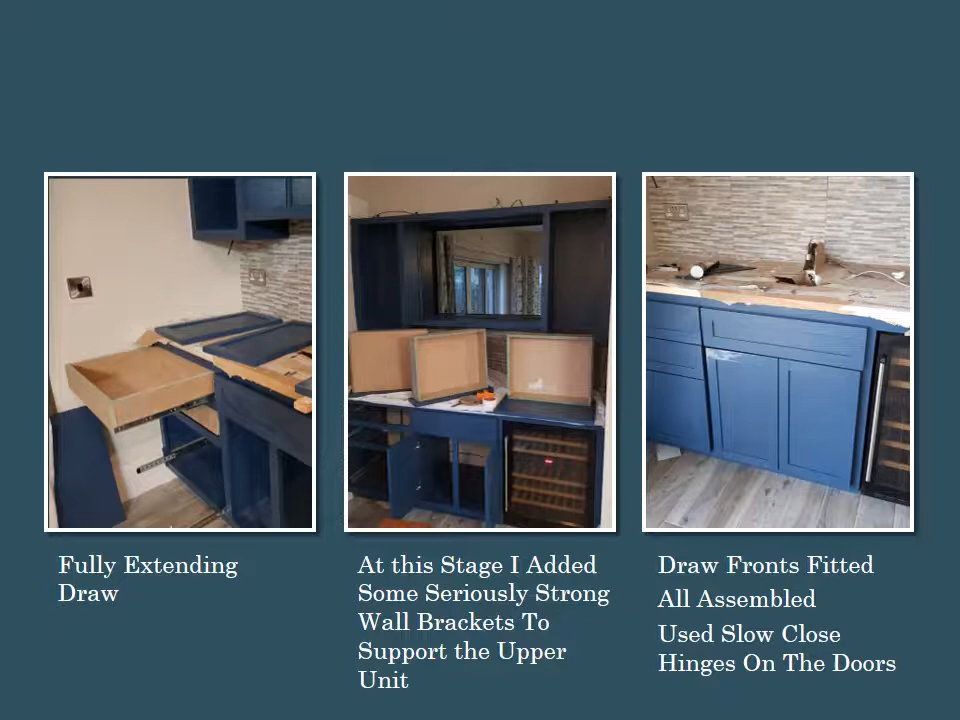 Fully Extending
Draw
At this Stage I Added
Some Seriously Strong
Wall Brackets To
Support the Upper
Unit
Draw Fronts Fitted
All Assembled
Used Slow Close
Hinges On The Doors